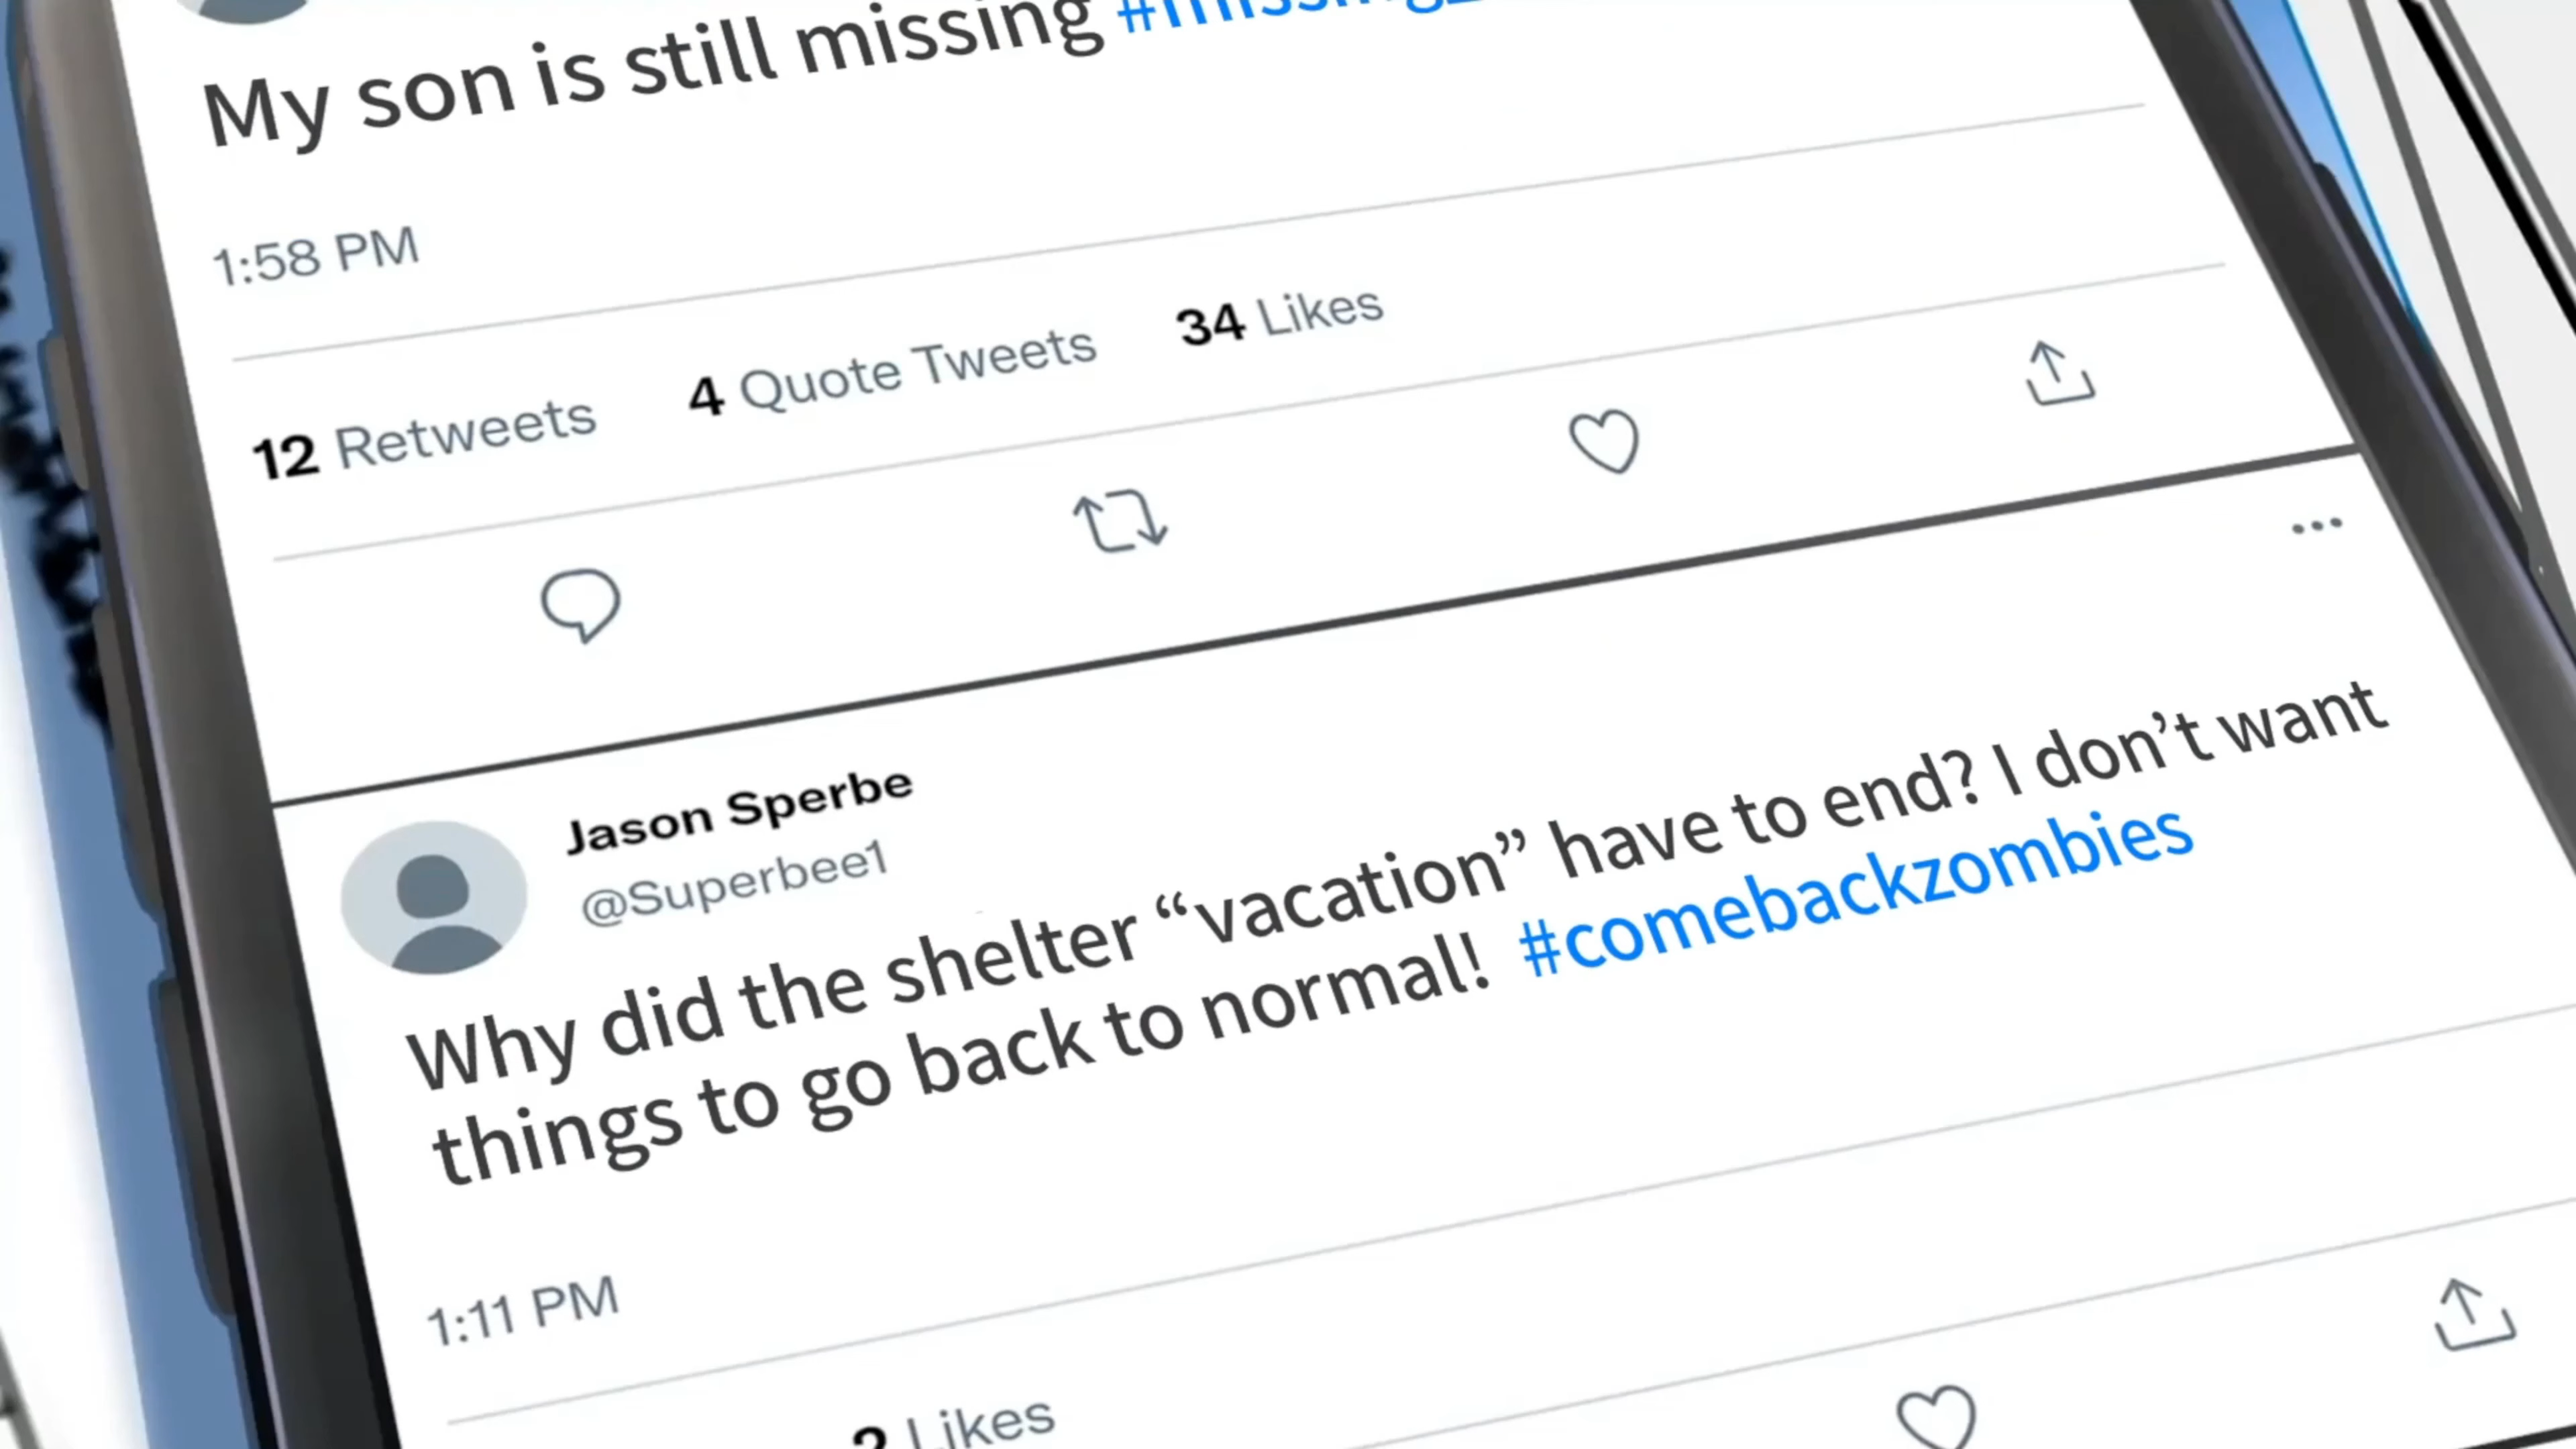 My son is still missing
1:58 PM
12 Retweets 4 Quote Tweets 34 Likes
Jason Sperbe
@Superbee1
Why did the shelter “vacation” have to end? I don’t want
things to go back to normal! #comebackzombies
1:11 PM
2 Likes